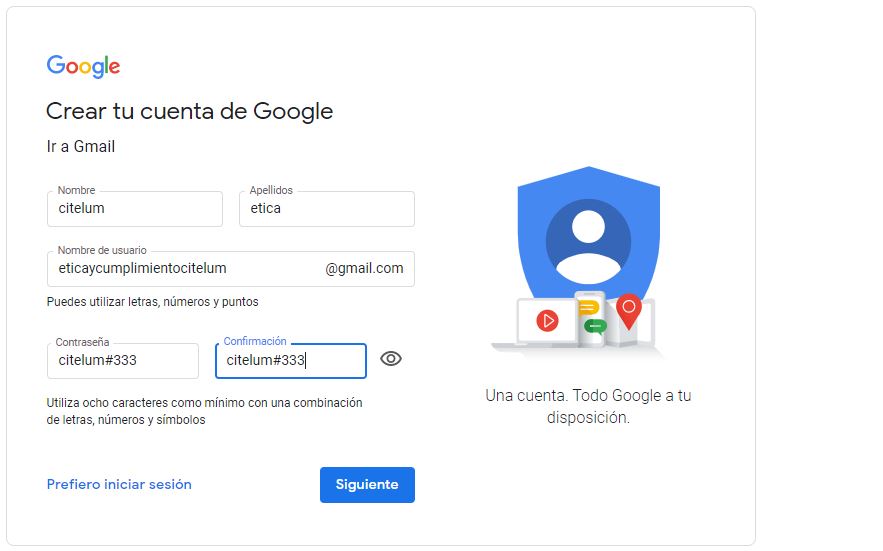 Google
Crear tu cuenta de Google
Ir a Gmail
Nombre
citelum
Apellidos
etica
Nombre de usuario
eticaycumplimientocitelum @gmail.com
Puedes utilizar letras, números y puntos
Contraseña
citelum#333
Confirmación
citelum#333
Utiliza ocho caracteres como mínimo con una combinación
de letras, números y símbolos
Prefiero iniciar sesión
Siguiente
Una cuenta. Todo Google a tu
disposición.